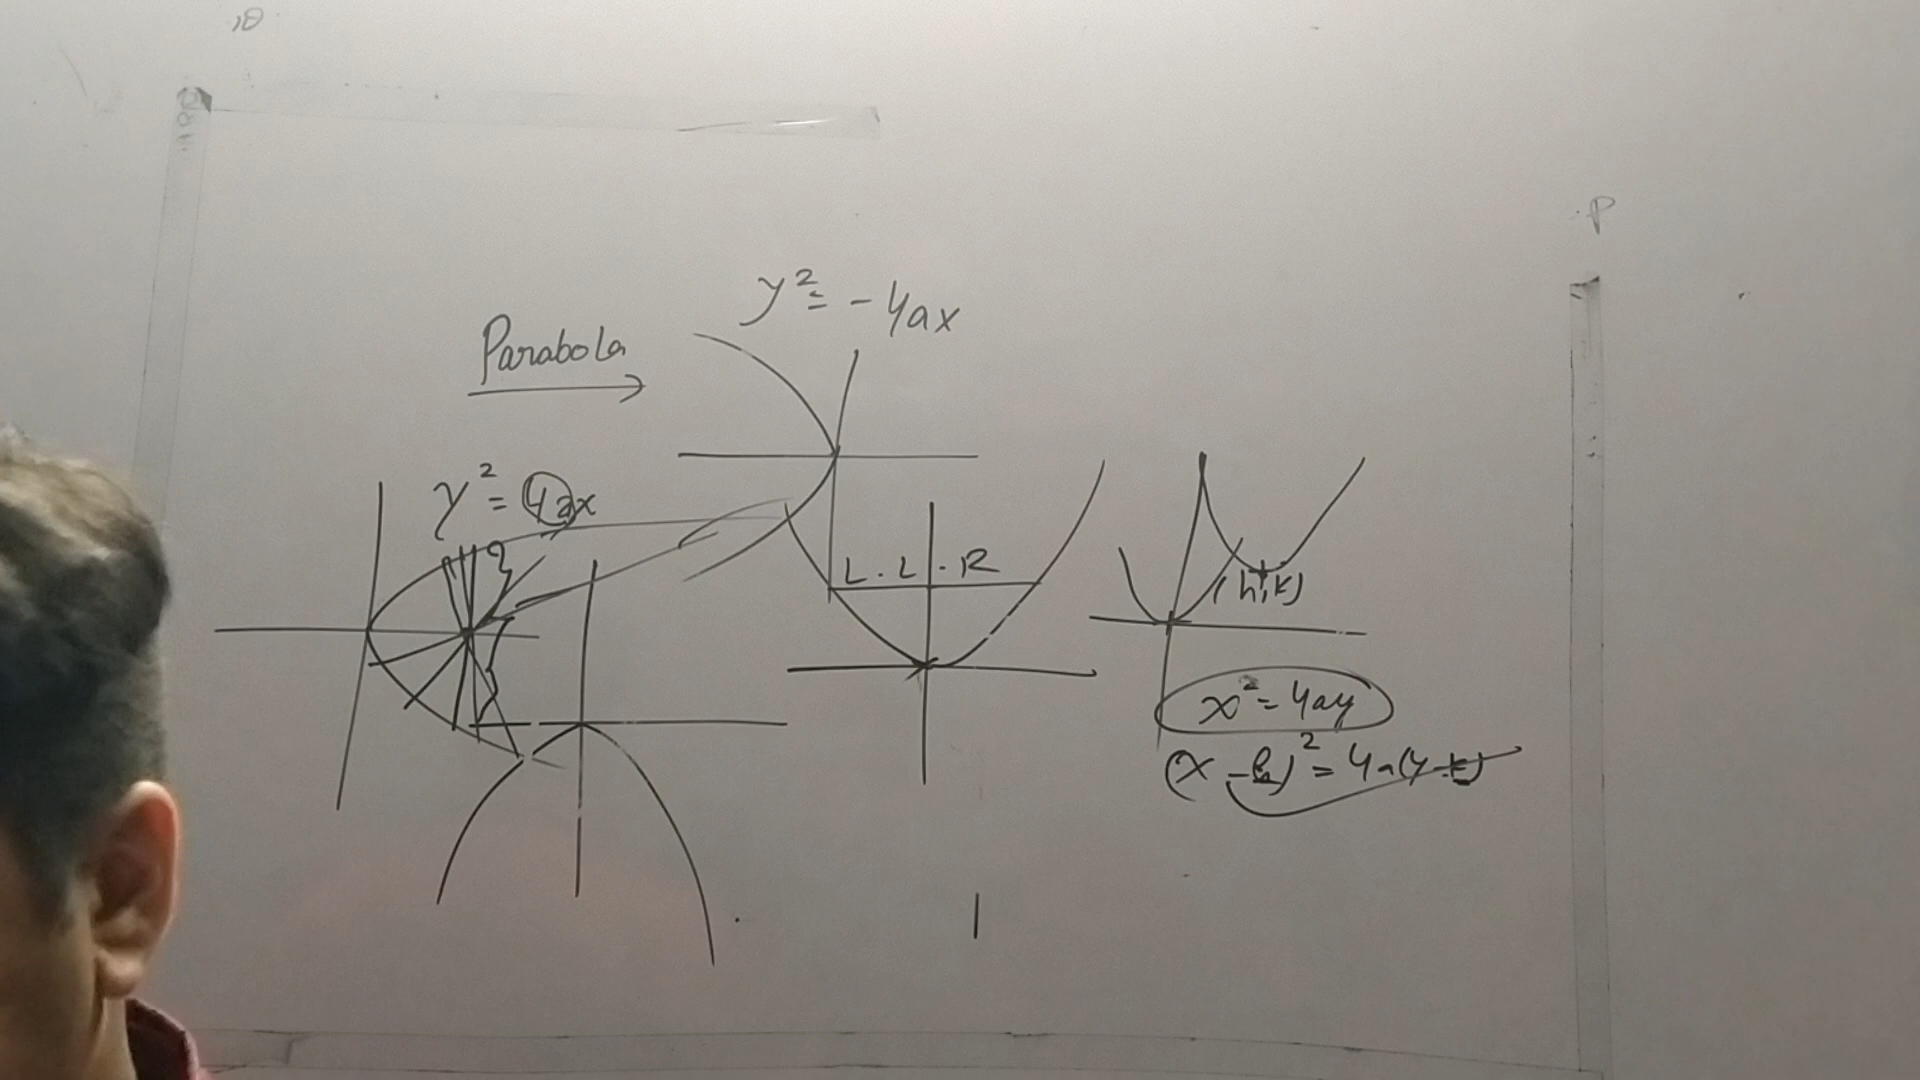 Parabola
y² = -4ax
y² = 4ax
L.L.R
(h,k)
x² = 4ay
(x-h)² = 4a(y-k)
P